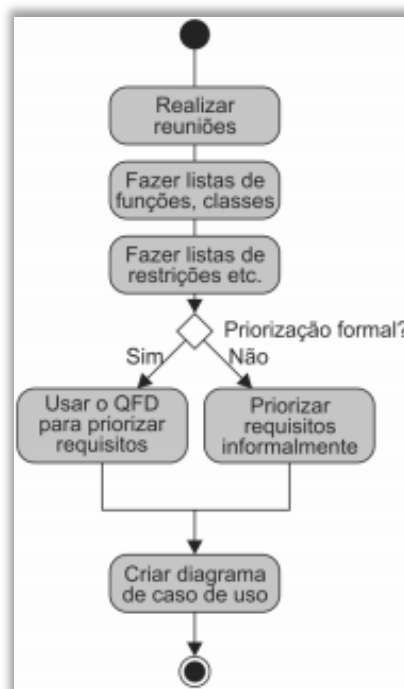 Realizar
reuniões
Fazer listas de
funções, classes
Fazer listas de
restrições etc.
Priorização formal?
Sim
Não
Usar o QFD
para priorizar
requisitos
Priorizar
requisitos
informalmente
Criar diagrama
de caso de uso